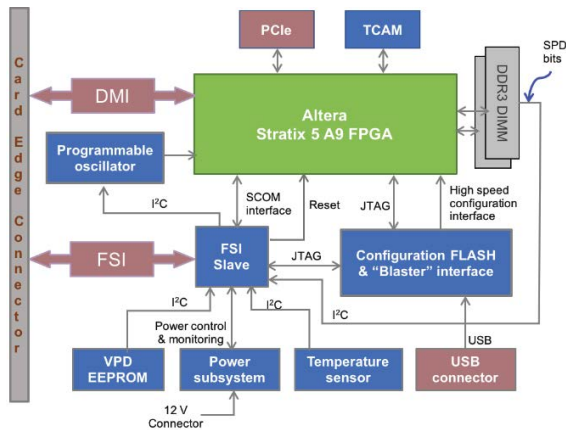 PCIe
TCAM
SPD
bits
Card Edge Connector
DMI
Altera
Stratix 5 A9 FPGA
DDR3 DIMM
Programmable
oscillator
I²C
SCOM
interface
Reset
JTAG
High speed
configuration
interface
FSI
FSI
Slave
JTAG
Configuration FLASH
& "Blaster" interface
I²C
Power control
& monitoring
I²C
I²C
USB
VPD
EEPROM
Power
subsystem
Temperature
sensor
USB
connector
12 V
Connector